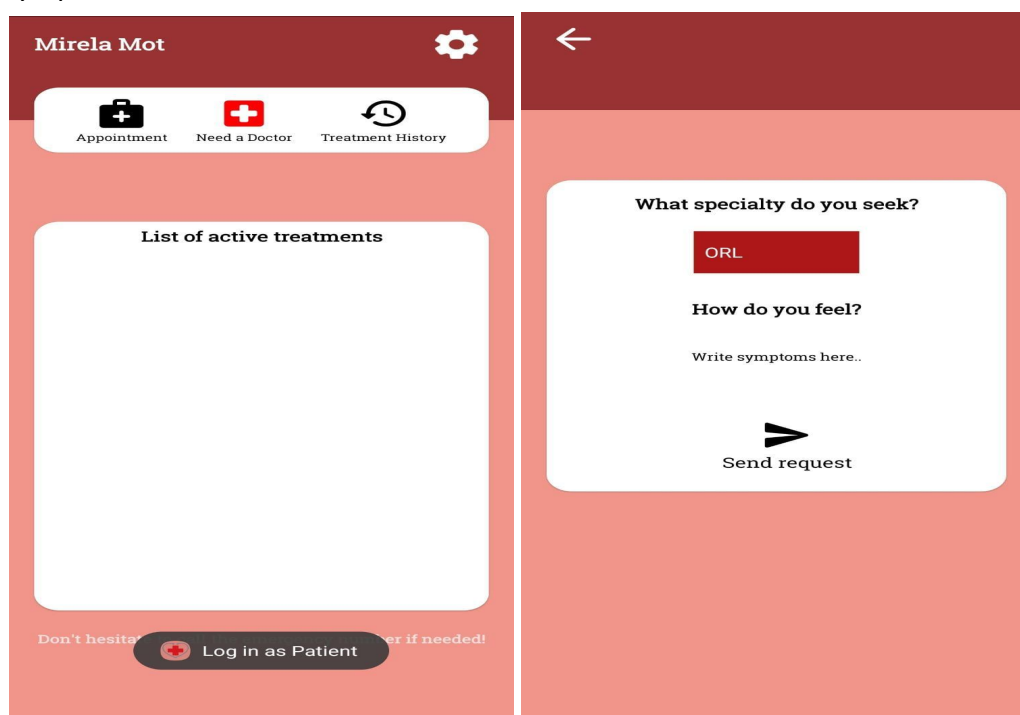 Mirela Mot
Appointment Need a Doctor Treatment History
List of active treatments
Don't if needed!
Log in as Patient
What specialty do you seek?
ORL
How do you feel?
Write symptoms here..
Send request